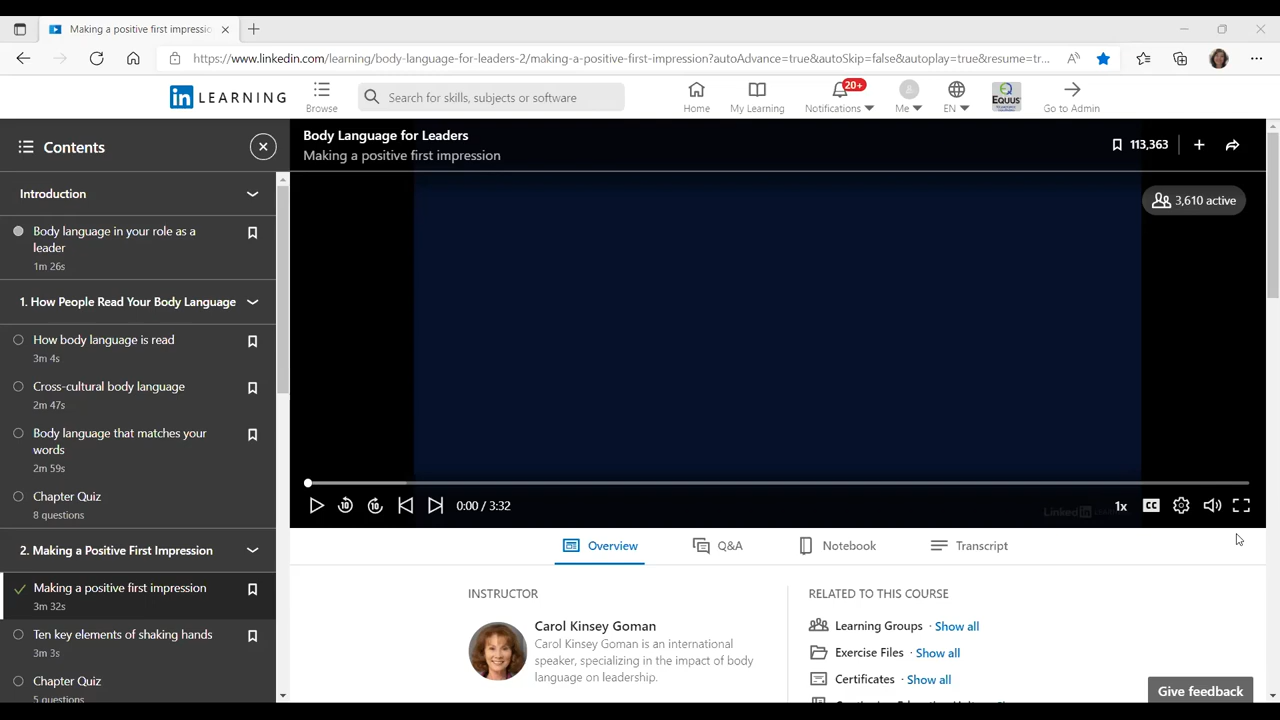 Making a positive first impressio
https://www.linkedin.com/learning/body-language-for-leaders-2/making-a-positive-first-impression?autoAdvance=true&autoSkip=false&autoplay=true&resume=tr...
in LEARNING
Browse
Search for skills, subjects or software
Home
My Learning
20+
Notifications
Me
EN
EQUUS
Go to Admin
Contents
Body Language for Leaders
Making a positive first impression
113,363
3,610 active
Introduction
Body language in your role as a
leader
1m 26s
1. How People Read Your Body Language
How body language is read
3m 4s
Cross-cultural body language
2m 47s
Body language that matches your
words
2m 59s
Chapter Quiz
8 questions
2. Making a Positive First Impression
Making a positive first impression
3m 32s
Ten key elements of shaking hands
3m 3s
Chapter Quiz
5 questions
10
10
0:00 / 3:32
Linked in
1x
CC
Overview
Q&A
Notebook
Transcript
INSTRUCTOR
Carol Kinsey Goman
Carol Kinsey Goman is an international
speaker, specializing in the impact of body
language on leadership.
RELATED TO THIS COURSE
Learning Groups · Show all
Exercise Files · Show all
Certificates · Show all
Give feedback